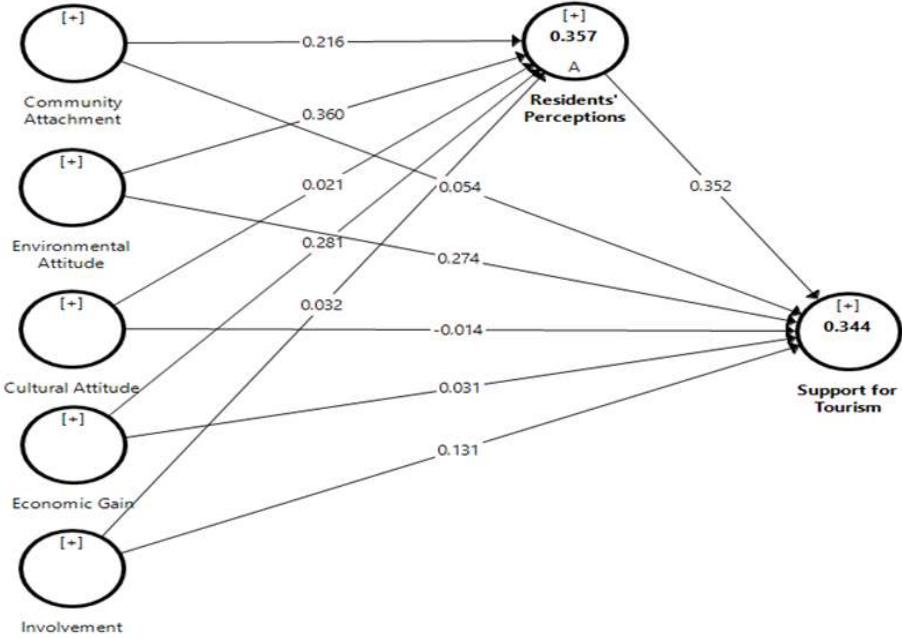 [+]
Community
Attachment
[+]
0.357
A
Residents'
Perceptions
0.216
0.360
[+]
Environmental
Attitude
0.021
0.054
0.352
0.281
0.274
[+]
Cultural Attitude
0.032
-0.014
[+]
0.344
Support for
Tourism
[+]
Economic Gain
0.031
0.131
[+]
Involvement